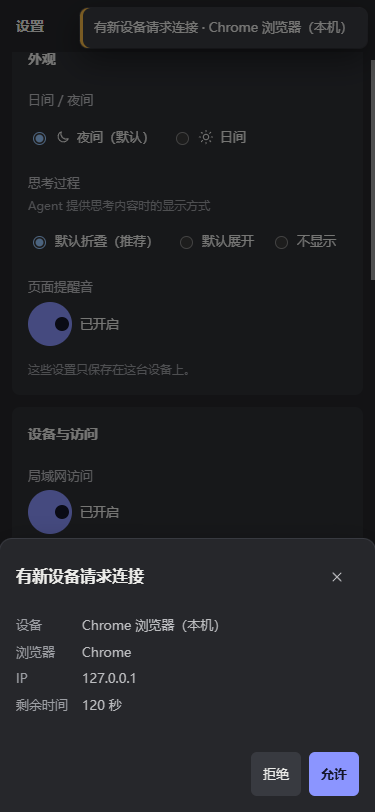 设置
有新设备请求连接 · Chrome 浏览器（本机）
外观
日间 / 夜间
夜间（默认）
日间
思考过程
Agent 提供思考内容时的显示方式
默认折叠（推荐）
默认展开
不显示
页面提醒音
已开启
这些设置只保存在这台设备上。
设备与访问
局域网访问
已开启
有新设备请求连接
设备 Chrome 浏览器（本机）
浏览器 Chrome
IP 127.0.0.1
剩余时间 120 秒
拒绝
允许